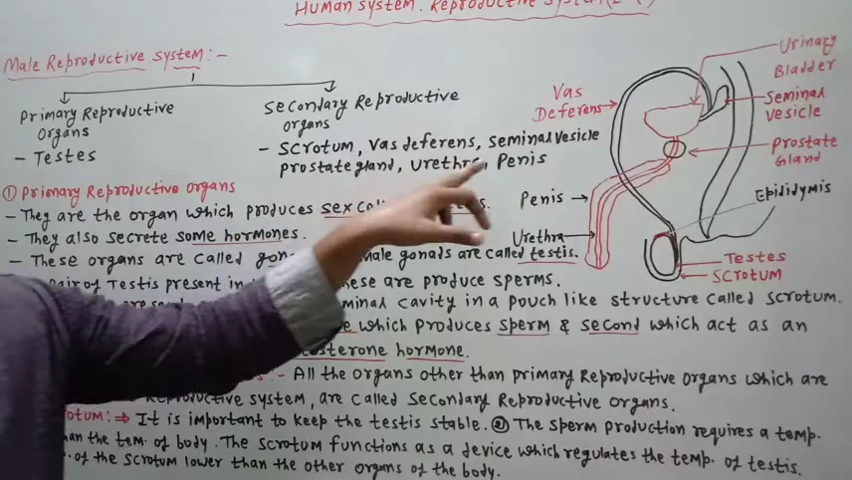 Human System. Reproductive System
Male Reproductive System:-
Primary Reproductive
Organs
- Testes
Secondary Reproductive
organs
- Scrotum, Vas deferens, Seminal Vesicle
Prostate gland, Urethra, Penis
① Primary Reproductive organs
- They are the organ which produces sex
- They also secrete some hormones.
- These organs are called male gonads are called testis.
Testis present in these are produce sperms.
cavity in a pouch like structure called scrotum.
which produces sperm & second which act as an
hormone.
:- All the organs other than primary Reproductive organs which are
Reproductive system, are called Secondary Reproductive organs.
:⇒ It is important to keep the testis stable. ② The sperm production requires a temp.
than the tem. of body. The scrotum functions as a device which regulates the temp. of testis.
of the scrotum lower than the other organs of the body.
Vas
Deferens
Urinary
Bladder
Seminal
Vesicle
Prostate
Gland
Epididymis
Penis
Urethra
Testes
Scrotum